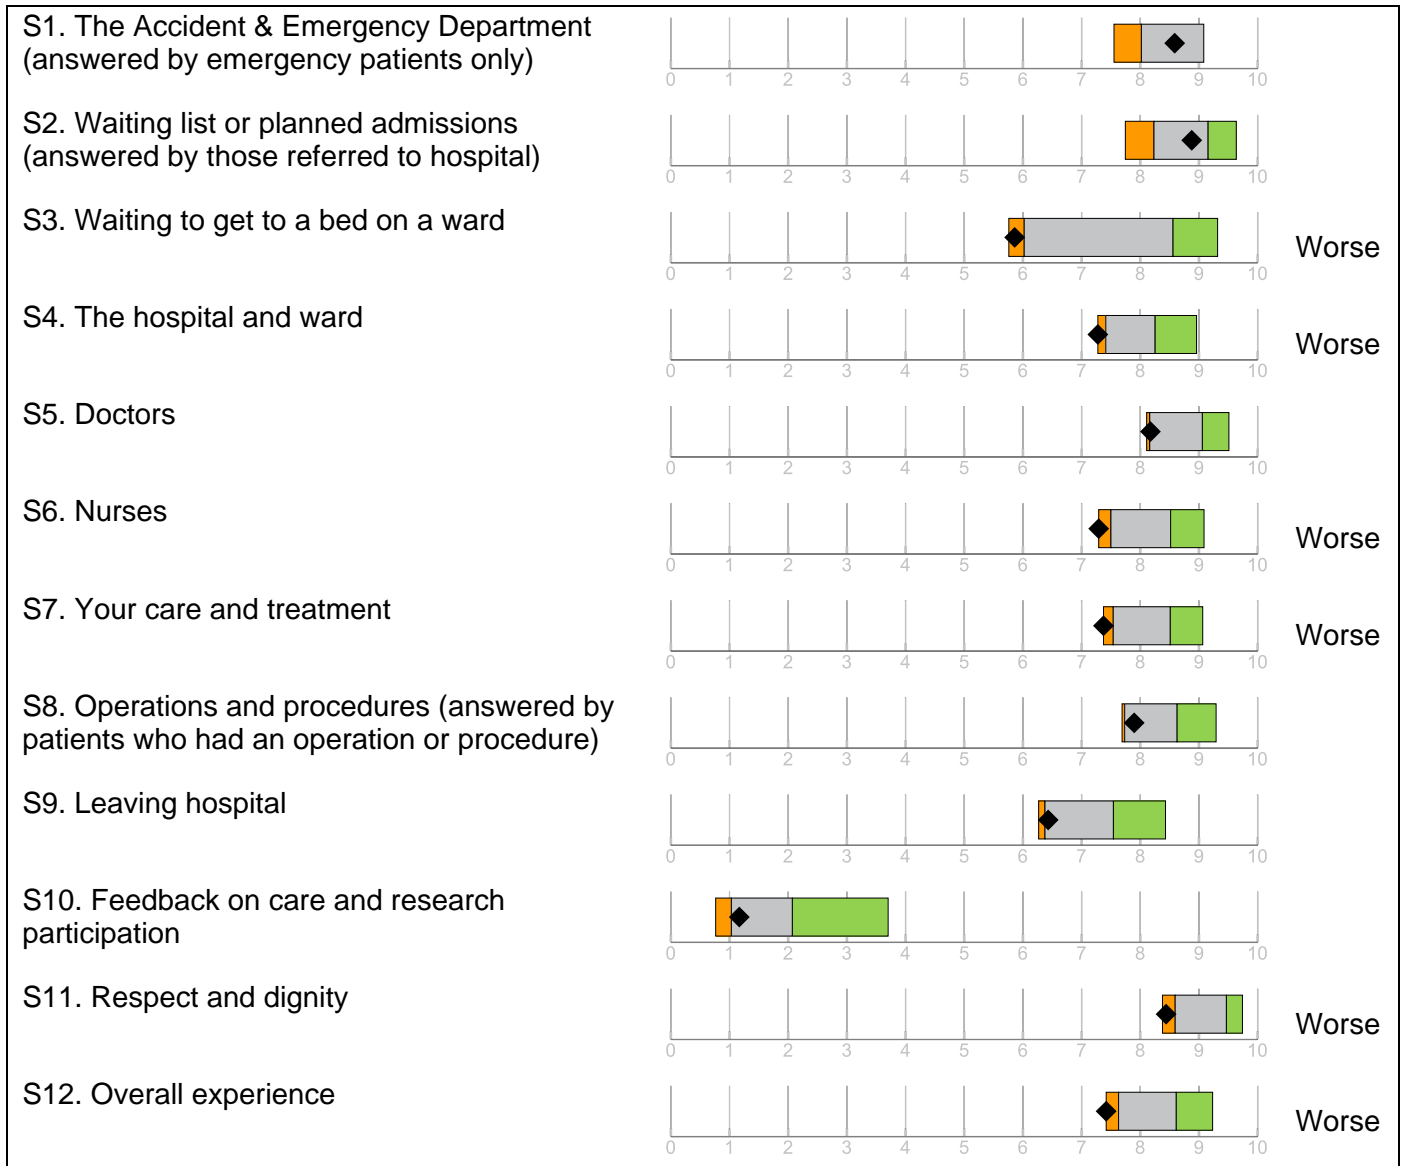 S1. The Accident & Emergency Department
(answered by emergency patients only)
0 1 2 3 4 5 6 7 8 9 10
S2. Waiting list or planned admissions
(answered by those referred to hospital)
0 1 2 3 4 5 6 7 8 9 10
S3. Waiting to get to a bed on a ward
Worse
0 1 2 3 4 5 6 7 8 9 10
S4. The hospital and ward
Worse
0 1 2 3 4 5 6 7 8 9 10
S5. Doctors
0 1 2 3 4 5 6 7 8 9 10
S6. Nurses
Worse
0 1 2 3 4 5 6 7 8 9 10
S7. Your care and treatment
Worse
0 1 2 3 4 5 6 7 8 9 10
S8. Operations and procedures (answered by
patients who had an operation or procedure)
0 1 2 3 4 5 6 7 8 9 10
S9. Leaving hospital
0 1 2 3 4 5 6 7 8 9 10
S10. Feedback on care and research
participation
0 1 2 3 4 5 6 7 8 9 10
S11. Respect and dignity
Worse
0 1 2 3 4 5 6 7 8 9 10
S12. Overall experience
Worse
0 1 2 3 4 5 6 7 8 9 10